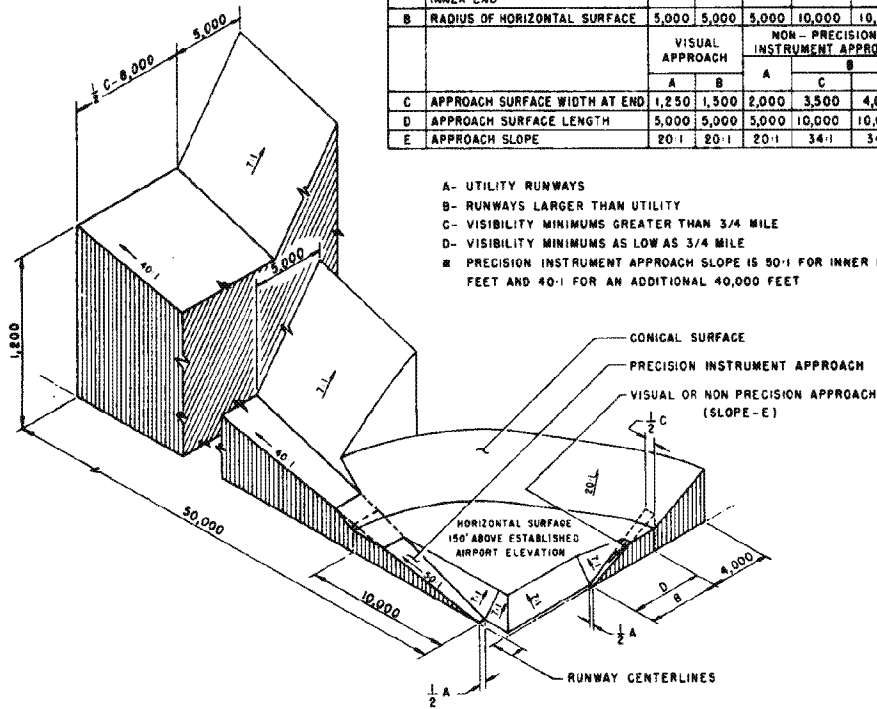 INNER END
B RADIUS OF HORIZONTAL SURFACE 5,000 5,000 5,000 10,000 10,
VISUAL APPROACH
NON-PRECISION INSTRUMENT APPRO
A B A B
C
C APPROACH SURFACE WIDTH AT END 1,250 1,500 2,000 3,500 4,0
D APPROACH SURFACE LENGTH 5,000 5,000 5,000 10,000 10,0
E APPROACH SLOPE 20:1 20:1 20:1 34:1 34
A- UTILITY RUNWAYS
B- RUNWAYS LARGER THAN UTILITY
C- VISIBILITY MINIMUMS GREATER THAN 3/4 MILE
D- VISIBILITY MINIMUMS AS LOW AS 3/4 MILE
PRECISION INSTRUMENT APPROACH SLOPE IS 50:1 FOR INNER
FEET AND 40:1 FOR AN ADDITIONAL 40,000 FEET
5,000
1/2 C-8,000
7:1
40:1
5,000
1,200
7:1
40:1
CONICAL SURFACE
PRECISION INSTRUMENT APPROACH
VISUAL OR NON PRECISION APPROACH
(SLOPE-E)
1/2 C
20:1
50,000
HORIZONTAL SURFACE
150' ABOVE ESTABLISHED
AIRPORT ELEVATION
50:1
7:1
7:1
7:1
7:1
7:1
10,000
D
B
4,000
1/2 A
RUNWAY CENTERLINES
1/2 A